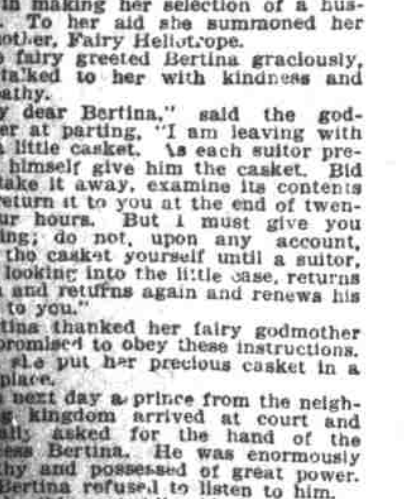 in making her selection of a hus-
. To her aid she summoned her
other, Fairy Heliotrope.
fairy greeted Bertina graciously,
talked to her with kindness and
athy.
y dear Bertina," said the god-
er at parting, "I am leaving with
little casket. As each suitor pre-
himself give him the casket. Bid
take it away, examine its contents
return it to you at the end of twen-
ur hours. But I must give you
ing; do not, upon any account,
the casket yourself until a suitor,
looking into the little case, returns
and returns again and renews his
to you."
tina thanked her fairy godmother
promised to obey these instructions.
she put her precious casket in a
place.
next day a prince from the neigh-
g kingdom arrived at court and
ally asked for the hand of the
ess Bertina. He was enormously
thy and possessed of great power.
Bertina refused to listen to him.